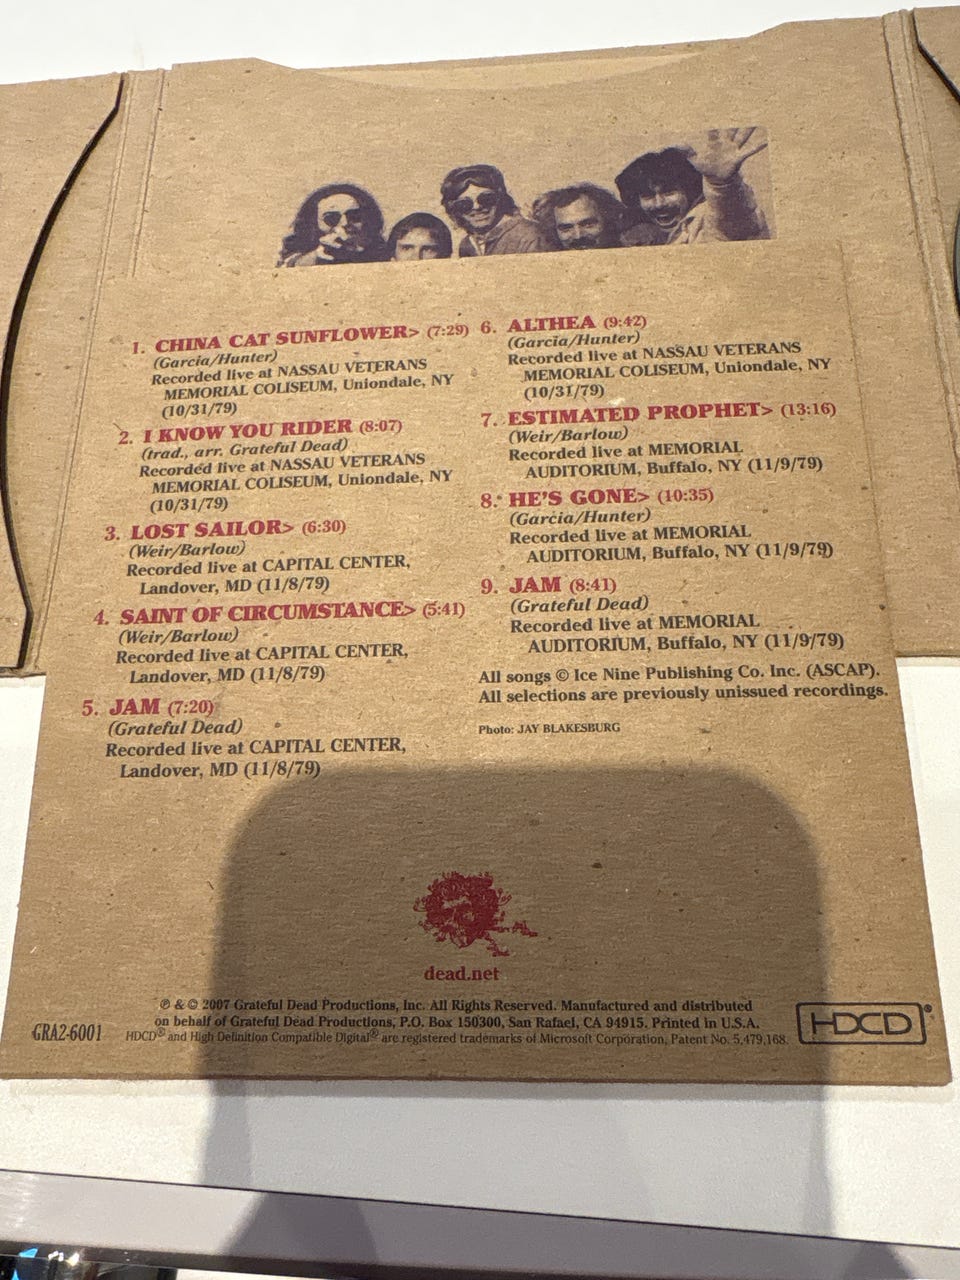 1. CHINA CAT SUNFLOWER> (7:29)
(Garcia/Hunter)
Recorded live at NASSAU VETERANS
MEMORIAL COLISEUM, Uniondale, NY
(10/31/79)
2. I KNOW YOU RIDER (8:07)
(trad., arr. Grateful Dead)
Recorded live at NASSAU VETERANS
MEMORIAL COLISEUM, Uniondale, NY
(10/31/79)
3. LOST SAILOR> (6:30)
(Weir/Barlow)
Recorded live at CAPITAL CENTER,
Landover, MD (11/8/79)
4. SAINT OF CIRCUMSTANCE> (5:41)
(Weir/Barlow)
Recorded live at CAPITAL CENTER,
Landover, MD (11/8/79)
5. JAM (7:20)
(Grateful Dead)
Recorded live at CAPITAL CENTER,
Landover, MD (11/8/79)
6. ALTHEA (9:42)
(Garcia/Hunter)
Recorded live at NASSAU VETERANS
MEMORIAL COLISEUM, Uniondale, NY
(10/31/79)
7. ESTIMATED PROPHET> (13:16)
(Weir/Barlow)
Recorded live at MEMORIAL
AUDITORIUM, Buffalo, NY (11/9/79)
8. HE'S GONE> (10:35)
(Garcia/Hunter)
Recorded live at MEMORIAL
AUDITORIUM, Buffalo, NY (11/9/79)
9. JAM (8:41)
(Grateful Dead)
Recorded live at MEMORIAL
AUDITORIUM, Buffalo, NY (11/9/79)
All songs © Ice Nine Publishing Co. Inc. (ASCAP).
All selections are previously unissued recordings.
Photo: JAY BLAKESBURG
dead.net
℗ & © 2007 Grateful Dead Productions, Inc. All Rights Reserved. Manufactured and distributed
on behalf of Grateful Dead Productions, P.O. Box 150300, San Rafael, CA 94915. Printed in U.S.A.
HDCD® and High Definition Compatible Digital® are registered trademarks of Microsoft Corporation, Patent No. 5,479,168.
GRA2-6001
HDCD®